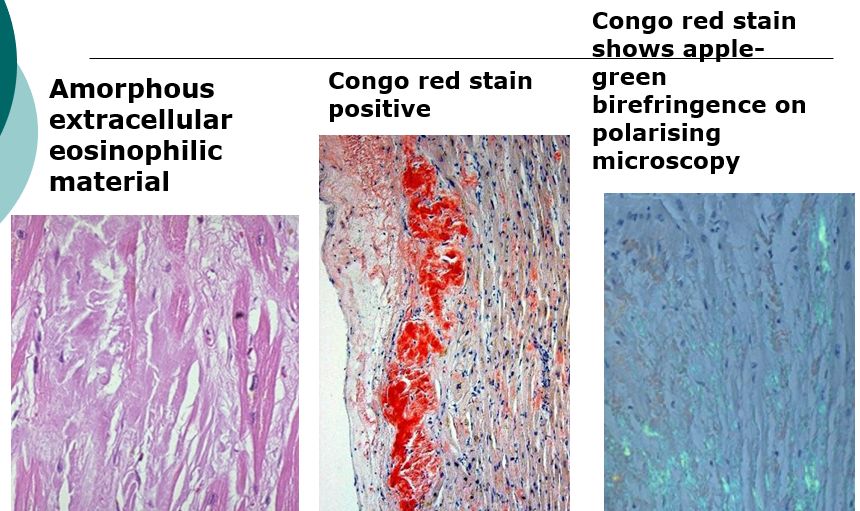 Amorphous
extracellular
eosinophilic
material
Congo red stain
positive
Congo red stain
shows apple-
green
birefringence on
polarising
microscopy